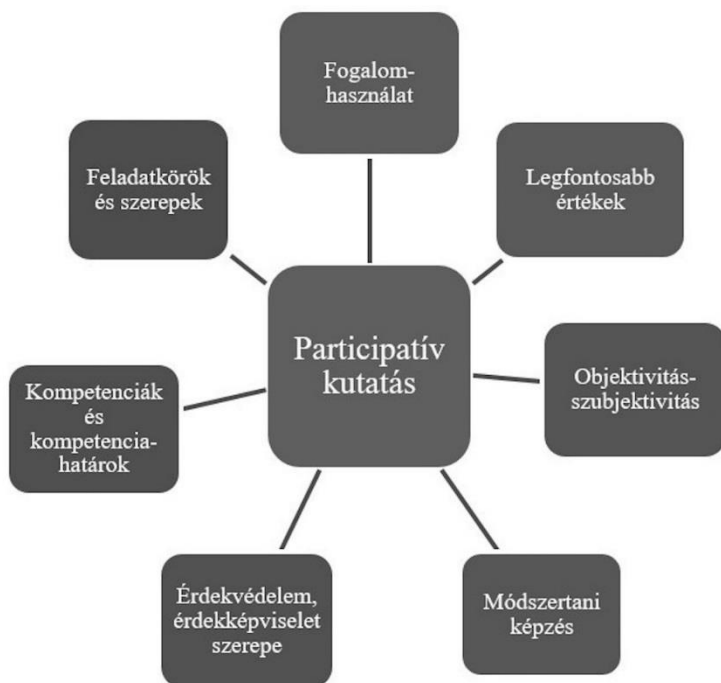 Fogalom-
használat
Legfontosabb
értékek
Objektivitás-
szubjektivitás
Módszertani
képzés
Érdekvédelem,
érdekképviselet
szerepe
Kompetenciák
és
kompetencia-
határok
Feladatkörök
és szerepek
Participatív
kutatás